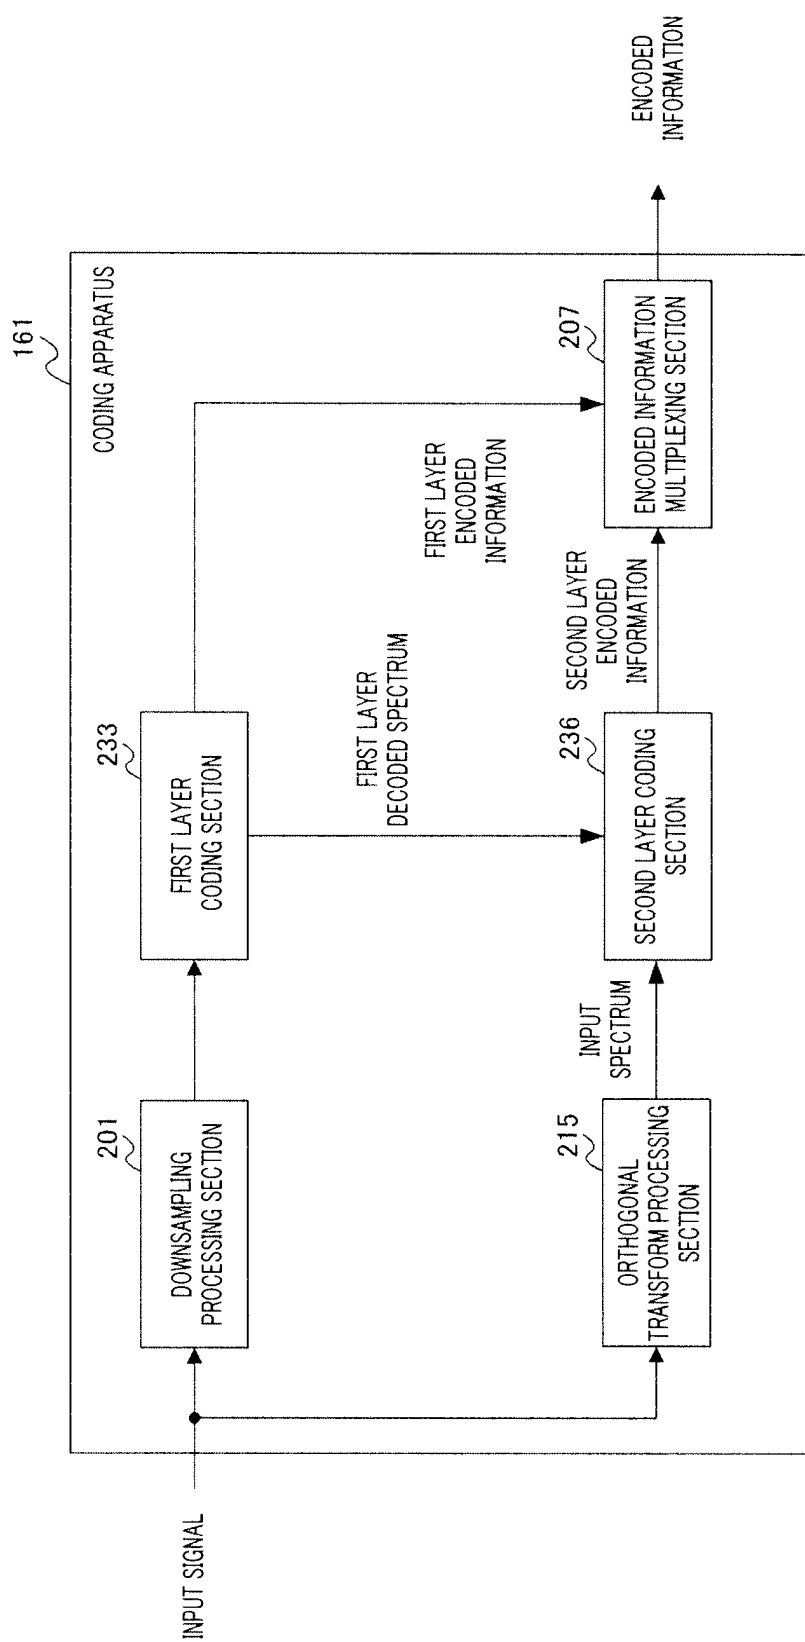 161
CODING APPARATUS
INPUT SIGNAL
201
DOWNSAMPLING
PROCESSING SECTION
233
FIRST LAYER
CODING SECTION
FIRST LAYER
DECODED SPECTRUM
FIRST LAYER
ENCODED
INFORMATION
215
ORTHOGONAL
TRANSFORM PROCESSING
SECTION
INPUT
SPECTRUM
236
SECOND LAYER CODING
SECTION
SECOND LAYER
ENCODED
INFORMATION
207
ENCODED INFORMATION
MULTIPLEXING SECTION
ENCODED
INFORMATION